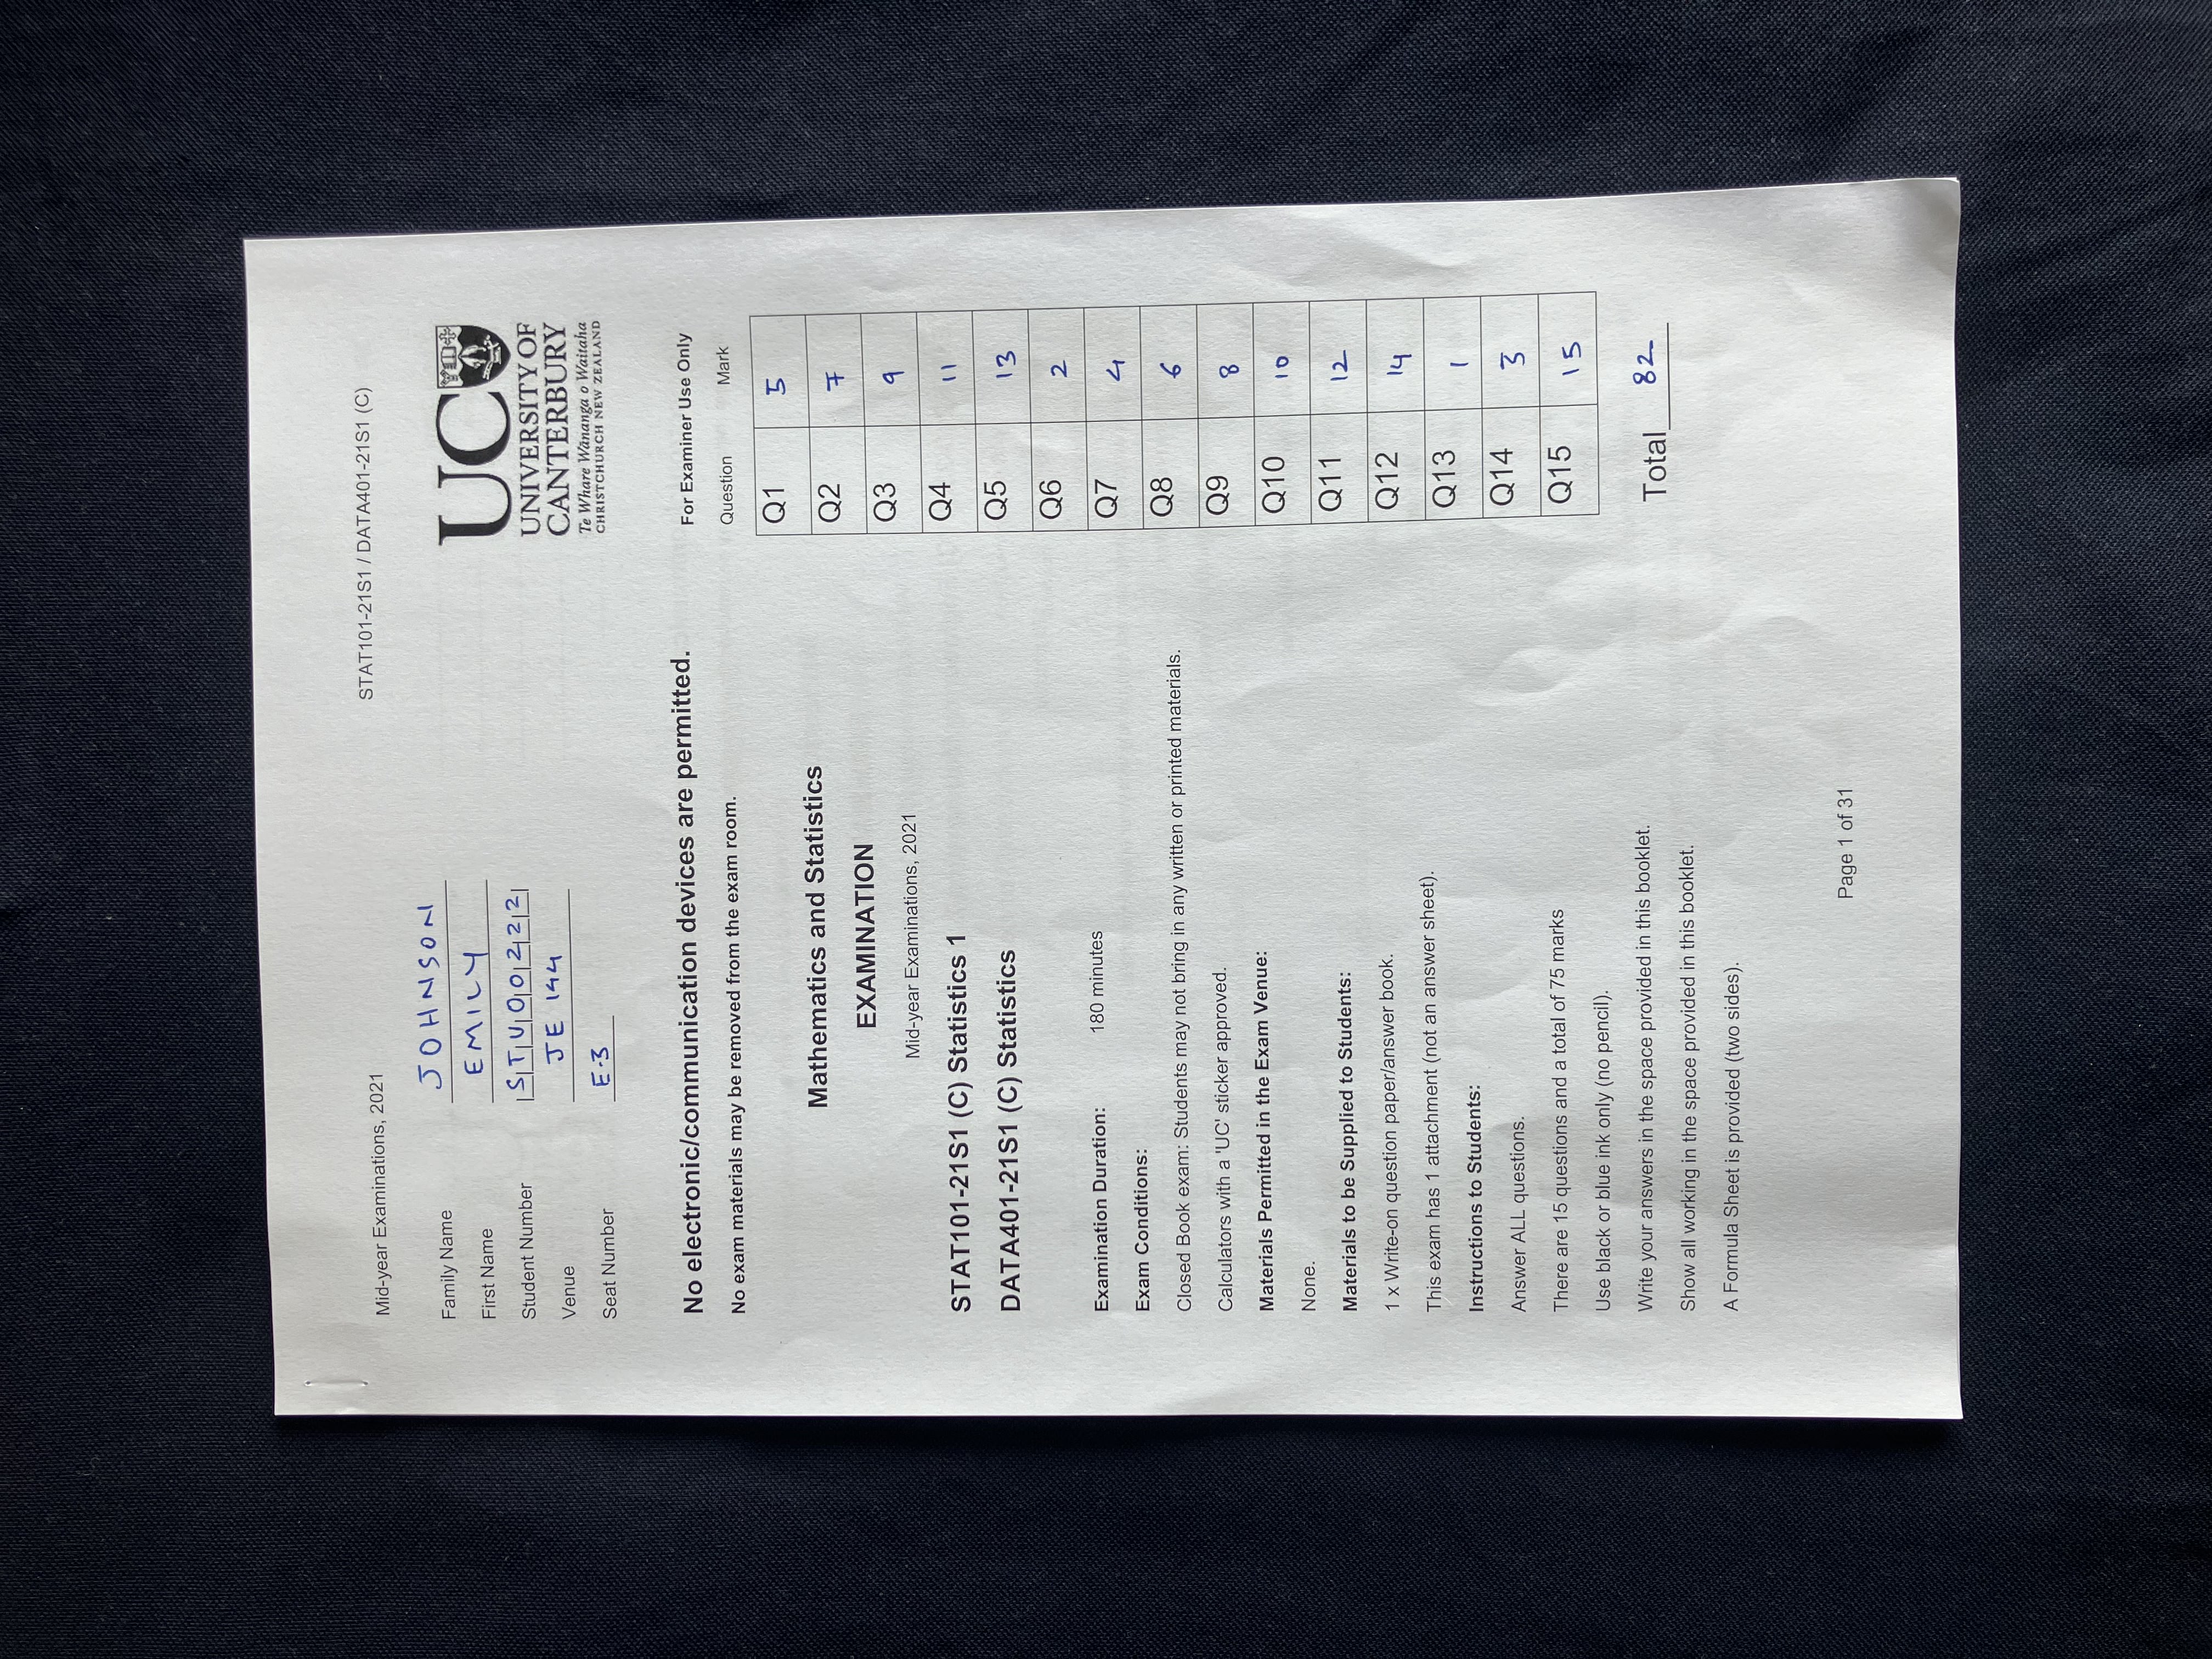 Mid-year Examinations, 2021
STAT101-21S1 / DATA401-21S1 (C)
Family Name JOHNSON
First Name EMILY
Student Number STU00222
Venue JE 144
Seat Number E-3
UC
UNIVERSITY OF
CANTERBURY
Te Whare Wānanga o Waitaha
CHRISTCHURCH NEW ZEALAND
No electronic/communication devices are permitted.
No exam materials may be removed from the exam room.
Mathematics and Statistics
EXAMINATION
Mid-year Examinations, 2021
STAT101-21S1 (C) Statistics 1
DATA401-21S1 (C) Statistics
Examination Duration: 180 minutes
Exam Conditions:
Closed Book exam: Students may not bring in any written or printed materials.
Calculators with a 'UC' sticker approved.
Materials Permitted in the Exam Venue:
None.
Materials to be Supplied to Students:
1 x Write-on question paper/answer book.
This exam has 1 attachment (not an answer sheet).
Instructions to Students:
Answer ALL questions.
There are 15 questions and a total of 75 marks
Use black or blue ink only (no pencil).
Write your answers in the space provided in this booklet.
Show all working in the space provided in this booklet.
A Formula Sheet is provided (two sides).
For Examiner Use Only
Question Mark
Q1 5
Q2 7
Q3 9
Q4 11
Q5 13
Q6 2
Q7 4
Q8 6
Q9 8
Q10 10
Q11 12
Q12 14
Q13 1
Q14 3
Q15 15
Total 82
Page 1 of 31